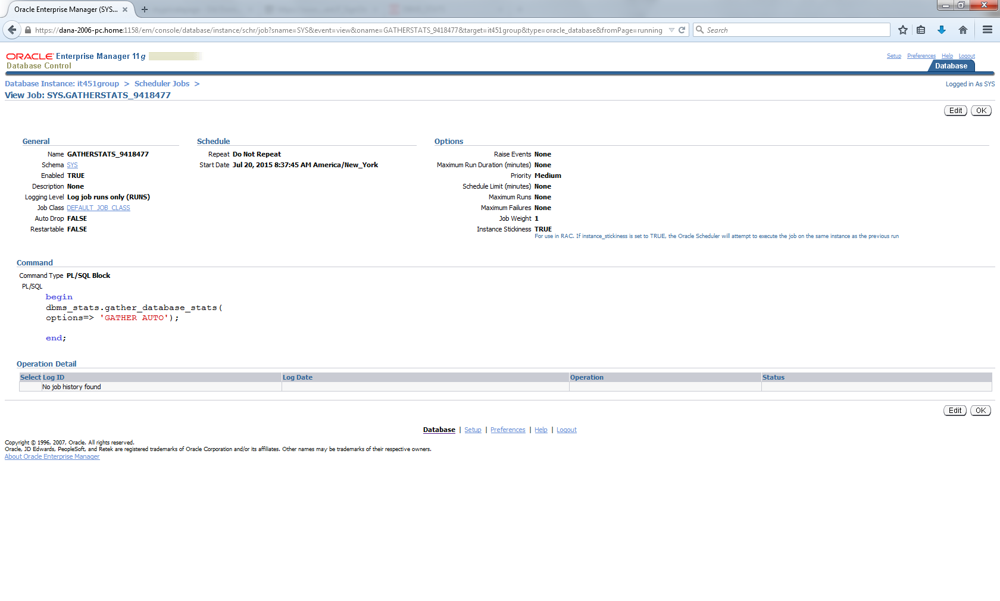 Oracle Enterprise Manager (SYS...
https://dana-2006-pc.home:1158/em/console/database/instance/schr/job?sname=SYS&event=view&oname=GATHERSTATS_9418477&target=it451group&type=oracle_database&fromPage=running
Search
ORACLE Enterprise Manager 11g
Database Control
Setup Preferences Help Logout
Database
Database Instance: it451group > Scheduler Jobs >
Logged in As SYS
View Job: SYS.GATHERSTATS_9418477
Edit OK
General
Name GATHERSTATS_9418477
Schema SYS
Enabled TRUE
Description None
Logging Level Log job runs only (RUNS)
Job Class DEFAULT_JOB_CLASS
Auto Drop FALSE
Restartable FALSE
Schedule
Repeat Do Not Repeat
Start Date Jul 20, 2015 8:37:45 AM America/New_York
Options
Raise Events None
Maximum Run Duration (minutes) None
Priority Medium
Schedule Limit (minutes) None
Maximum Runs None
Maximum Failures None
Job Weight 1
Instance Stickiness TRUE
For use in RAC. If instance_stickiness is set to TRUE, the Oracle Scheduler will attempt to execute the job on the same instance as the previous run
Command
Command Type PL/SQL Block
PL/SQL
begin
dbms_stats.gather_database_stats(
options=> 'GATHER AUTO');
end;
Operation Detail
Select Log ID Log Date Operation Status
No job history found
Edit OK
Database | Setup | Preferences | Help | Logout
Copyright © 1996, 2007, Oracle. All rights reserved.
Oracle, JD Edwards, PeopleSoft, and Retek are registered trademarks of Oracle Corporation and/or its affiliates. Other names may be trademarks of their respective owners.
About Oracle Enterprise Manager